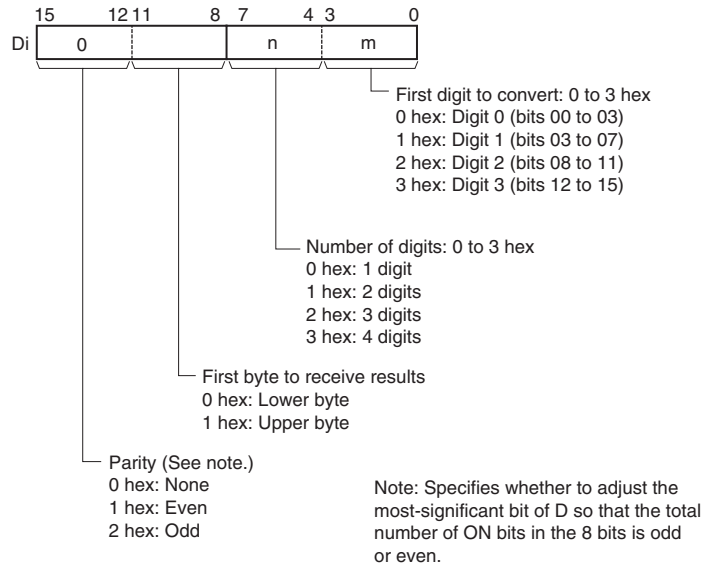 15 12 11 8 7 4 3 0
Di 0 n m
First digit to convert: 0 to 3 hex
0 hex: Digit 0 (bits 00 to 03)
1 hex: Digit 1 (bits 03 to 07)
2 hex: Digit 2 (bits 08 to 11)
3 hex: Digit 3 (bits 12 to 15)
Number of digits: 0 to 3 hex
0 hex: 1 digit
1 hex: 2 digits
2 hex: 3 digits
3 hex: 4 digits
First byte to receive results
0 hex: Lower byte
1 hex: Upper byte
Parity (See note.)
0 hex: None
1 hex: Even
2 hex: Odd
Note: Specifies whether to adjust the
most-significant bit of D so that the total
number of ON bits in the 8 bits is odd
or even.